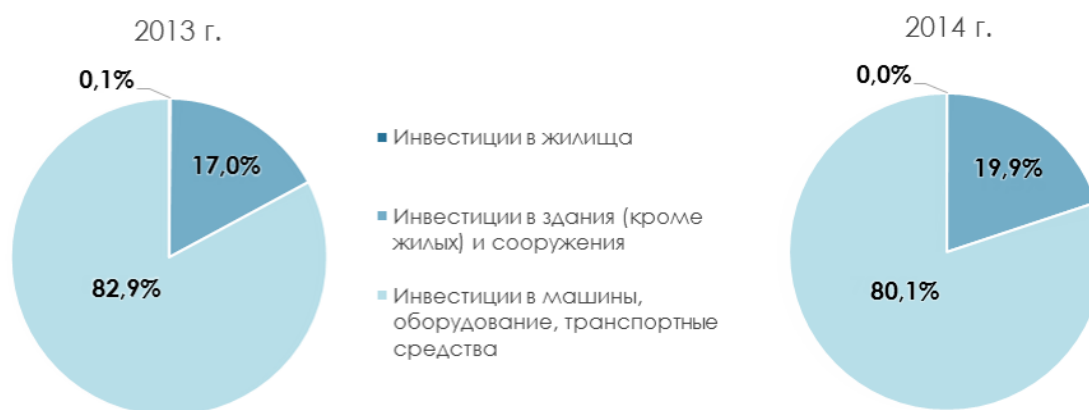 2013 г.
0,1%
17,0%
82,9%
Инвестиции в жилища
Инвестиции в здания (кроме
жилых) и сооружения
Инвестиции в машины,
оборудование, транспортные
средства
2014 г.
0,0%
19,9%
80,1%